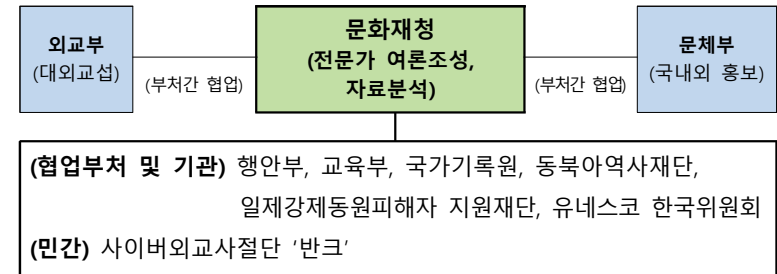 외교부
(대외교섭)
(부처간 협업)
문화재청
(전문가 여론조성,
자료분석)
(부처간 협업)
문체부
(국내외 홍보)
(협업부처 및 기관) 행안부, 교육부, 국가기록원, 동북아역사재단,
일제강제동원피해자 지원재단, 유네스코 한국위원회
(민간) 사이버외교사절단 ‘반크’